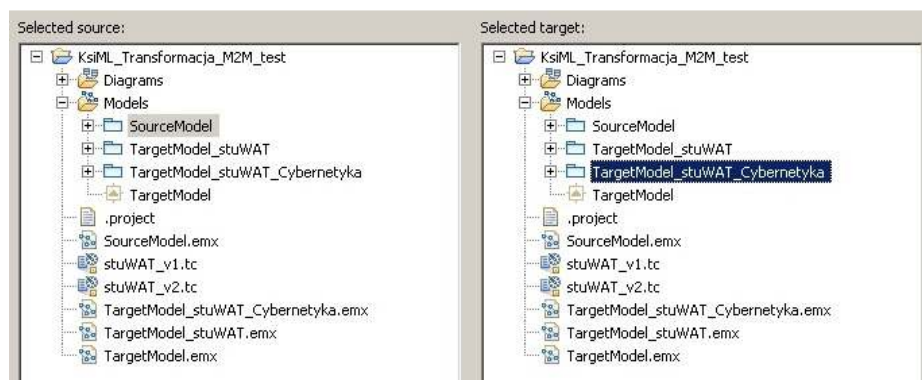 Selected source:
KsiML_Transformacja_M2M_test
Diagrams
Models
SourceModel
TargetModel_stuWAT
TargetModel_stuWAT_Cybernetyka
TargetModel
.project
SourceModel.emx
stuWAT_v1.tc
stuWAT_v2.tc
TargetModel_stuWAT_Cybernetyka.emx
TargetModel_stuWAT.emx
TargetModel.emx
Selected target:
KsiML_Transformacja_M2M_test
Diagrams
Models
SourceModel
TargetModel_stuWAT
TargetModel_stuWAT_Cybernetyka
TargetModel
.project
SourceModel.emx
stuWAT_v1.tc
stuWAT_v2.tc
TargetModel_stuWAT_Cybernetyka.emx
TargetModel_stuWAT.emx
TargetModel.emx